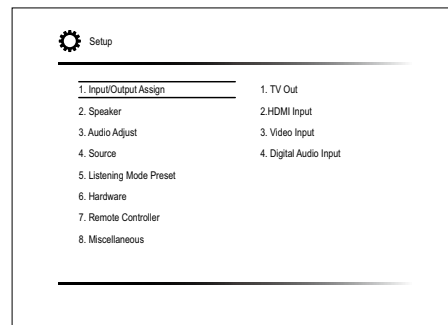 Setup
1. Input/Output Assign
2. Speaker
3. Audio Adjust
4. Source
5. Listening Mode Preset
6. Hardware
7. Remote Controller
8. Miscellaneous
1. TV Out
2.HDMI Input
3. Video Input
4. Digital Audio Input